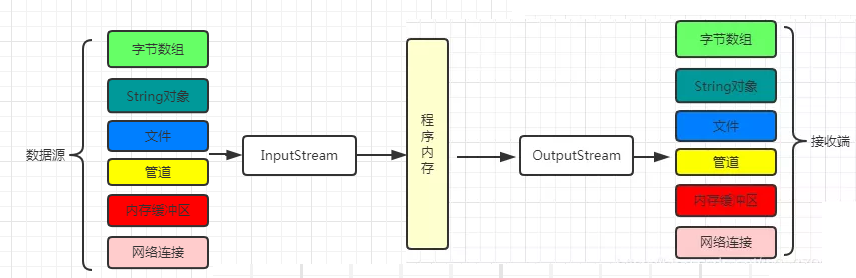 数据源
字节数组
String对象
文件
管道
内存缓冲区
网络连接
InputStream
程序内存
OutputStream
字节数组
String对象
文件
管道
内存缓冲区
网络连接
接收端